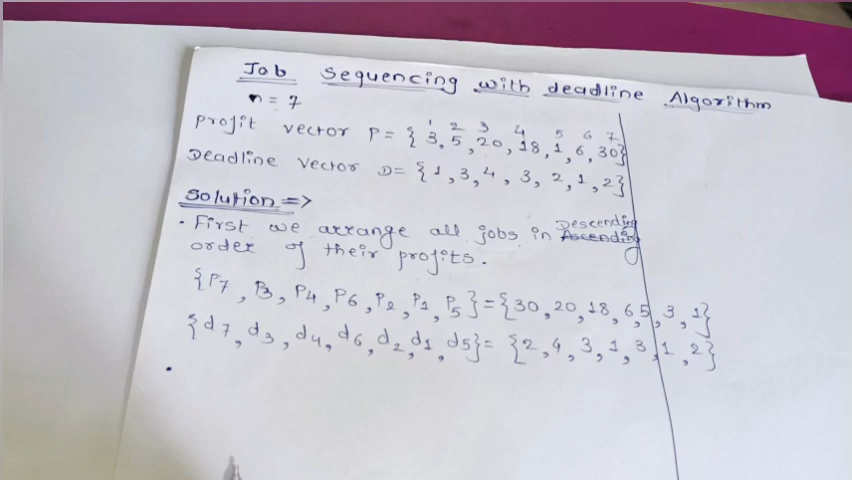 Job Sequencing with deadline Algorithm
n = 7
1 2 3 4 5 6 7
Profit vector P = { 3, 5, 20, 18, 1, 6, 30}
Deadline Vector D= { 1, 3, 4, 3, 2, 1, 2}
Solution =>
Descending
• First we arrange all jobs in Ascending
order of their profits.
{P7, P3, P4, P6, P2, P1, P5} = {30, 20, 18, 6, 5, 3, 1}
{d7, d3, d4, d6, d2, d1, d5} = {2, 4, 3, 1, 3, 1, 2}
•